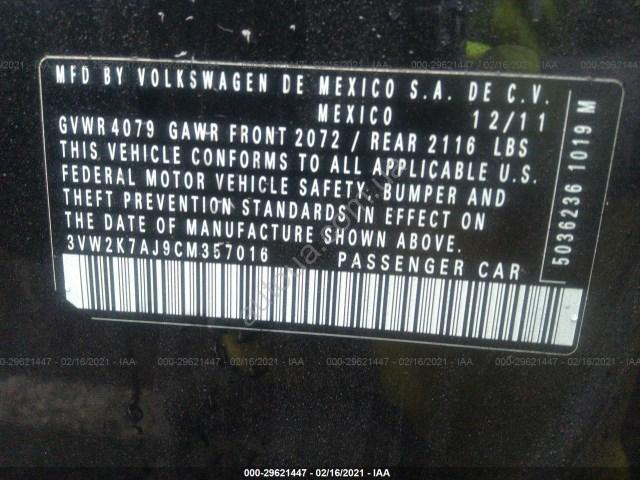 000-29621447 - 02/16/2021 - IAA
MFD BY VOLKSWAGEN DE MEXICO S.A. DE C.V.
MEXICO 12/11
GVWR 4079 GAWR FRONT 2072 / REAR 2116 LBS
THIS VEHICLE CONFORMS TO ALL APPLICABLE U.S.
FEDERAL MOTOR VEHICLE SAFETY, BUMPER AND
THEFT PREVENTION STANDARDS IN EFFECT ON
THE DATE OF MANUFACTURE SHOWN ABOVE.
3VW2K7AJ9CM357016 PASSENGER CAR
5036236 1019 M
autoua.com.ua
000-29621447 - 02/16/2021 - IAA